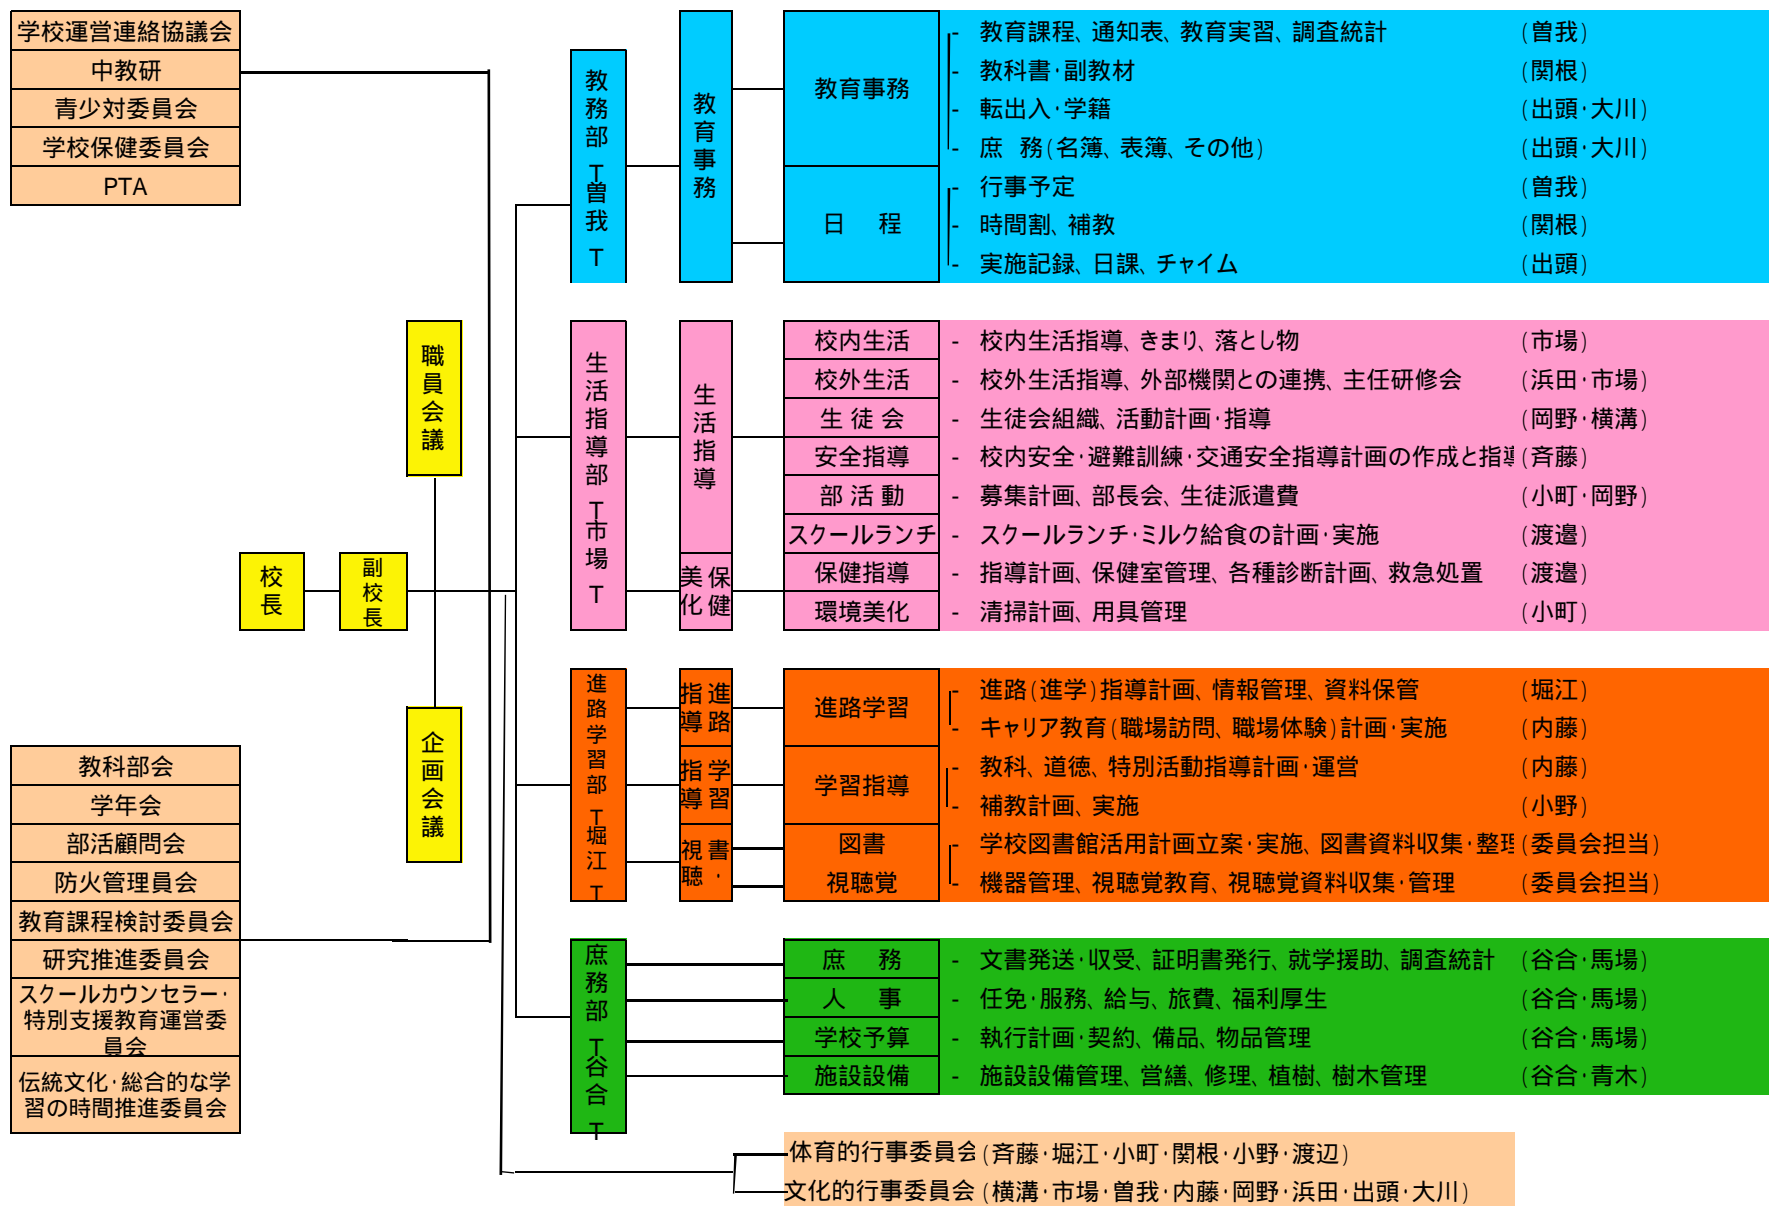 学校運営連絡協議会
中教研
青少対委員会
学校保健委員会
PTA
職員会議
校長
副校長
企画会議
教科部会
学年会
部活顧問会
防火管理員会
教育課程検討委員会
研究推進委員会
スクールカウンセラー・
特別支援教育運営委
員会
伝統文化・総合的な学
習の時間推進委員会
教務部 T曽我 T
教育事務
教育事務
- 教育課程、通知表、教育実習、調査統計 (曽我)
- 教科書・副教材 (関根)
- 転出入・学籍 (出頭・大川)
- 庶 務(名簿、表簿、その他) (出頭・大川)
日 程
- 行事予定 (曽我)
- 時間割、補教 (関根)
- 実施記録、日課、チャイム (出頭)
生活指導部 T市場 T
生活指導
校内生活 - 校内生活指導、きまり、落とし物 (市場)
校外生活 - 校外生活指導、外部機関との連携、主任研修会 (浜田・市場)
生 徒 会 - 生徒会組織、活動計画・指導 (岡野・横溝)
安全指導 - 校内安全・避難訓練・交通安全指導計画の作成と指導 (斉藤)
部 活 動 - 募集計画、部長会、生徒派遣費 (小町・岡野)
スクールランチ - スクールランチ・ミルク給食の計画・実施 (渡邉)
保健美化
保健指導 - 指導計画、保健室管理、各種診断計画、救急処置 (渡邉)
環境美化 - 清掃計画、用具管理 (小町)
進路学習部 T堀江 T
進路指導
進路学習
- 進路(進学)指導計画、情報管理、資料保管 (堀江)
- キャリア教育(職場訪問、職場体験)計画・実施 (内藤)
学習指導
学習指導
- 教科、道徳、特別活動指導計画・運営 (内藤)
- 補教計画、実施 (小野)
書・視聴
図書 - 学校図書館活用計画立案・実施、図書資料収集・整理 (委員会担当)
視聴覚 - 機器管理、視聴覚教育、視聴覚資料収集・管理 (委員会担当)
庶務部 T谷合 T
庶 務 - 文書発送・収受、証明書発行、就学援助、調査統計 (谷合・馬場)
人 事 - 任免・服務、給与、旅費、福利厚生 (谷合・馬場)
学校予算 - 執行計画・契約、備品、物品管理 (谷合・馬場)
施設設備 - 施設設備管理、営繕、修理、植樹、樹木管理 (谷合・青木)
体育的行事委員会 (斉藤・堀江・小町・関根・小野・渡辺)
文化的行事委員会 (横溝・市場・曽我・内藤・岡野・浜田・出頭・大川)